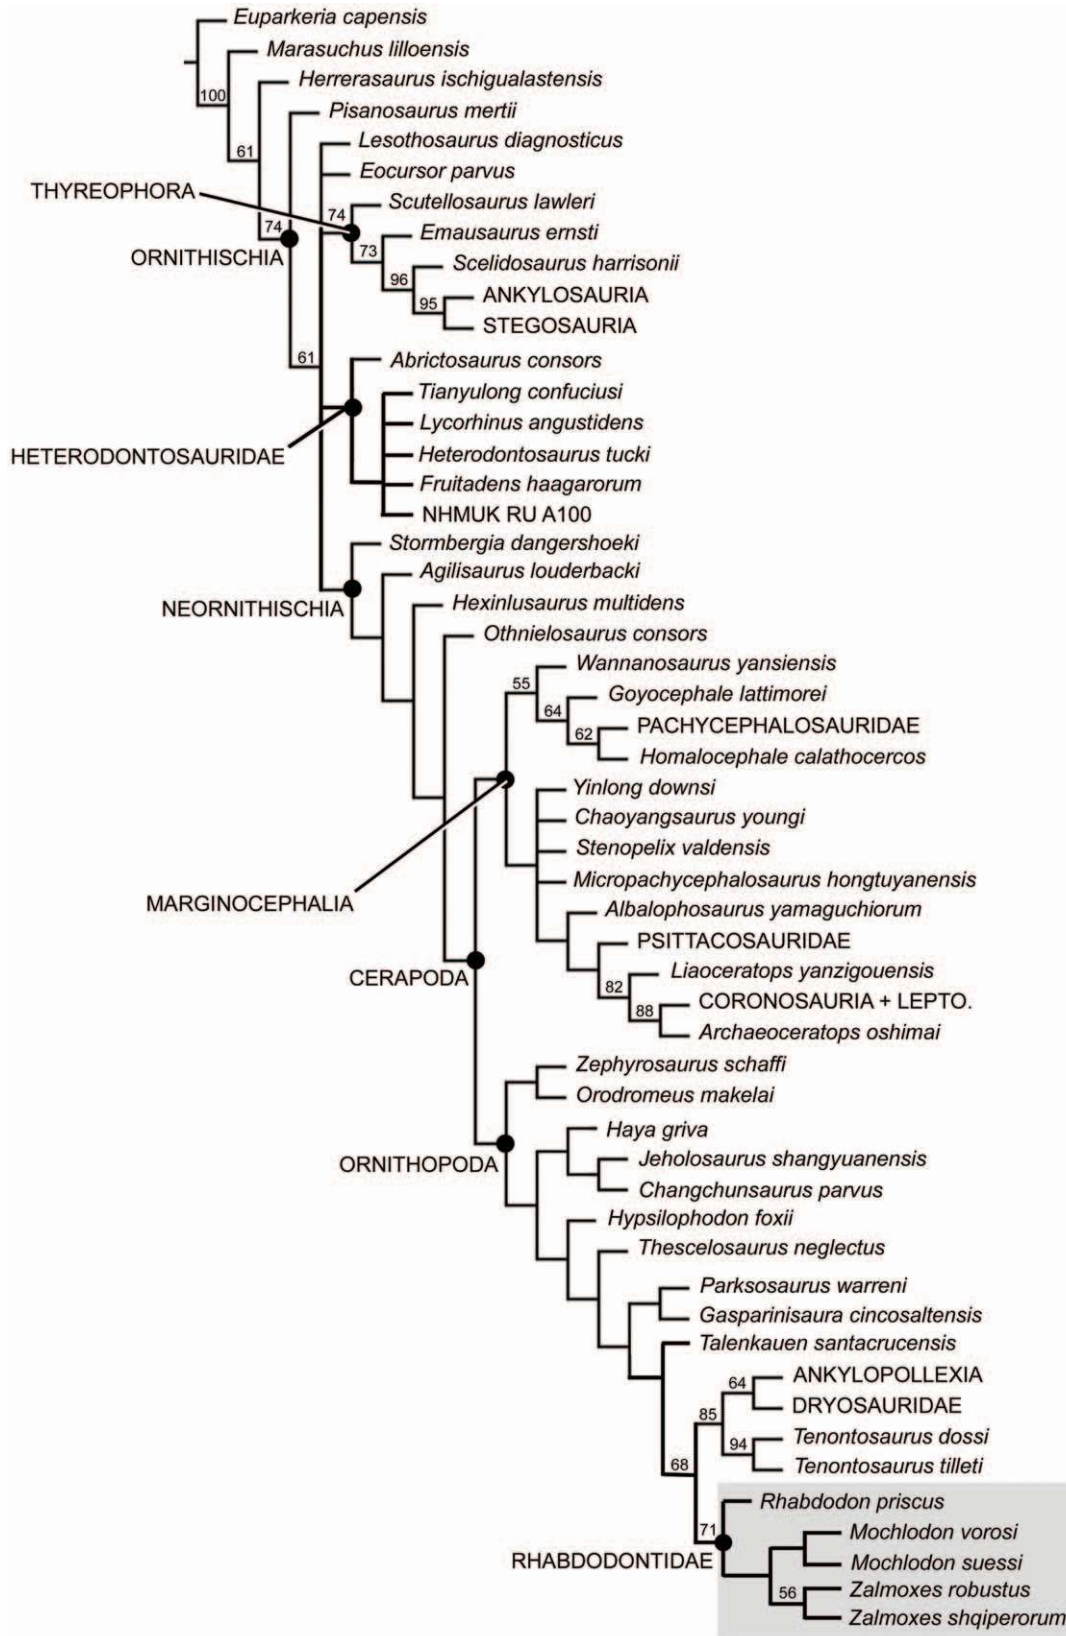 Euparkeria capensis
Marasuchus lilloensis
Herrerasaurus ischigualastensis
100
Pisanosaurus mertii
Lesothosaurus diagnosticus
61
Eocursor parvus
THYREOPHORA
Scutellosaurus lawleri
74
74
Emausaurus ernsti
ORNITHISCHIA
73
Scelidosaurus harrisonii
96
ANKYLOSAURIA
95
STEGOSAURIA
61
Abrictosaurus consors
Tianyulong confuciusi
Lycorhinus angustidens
HETERODONTOSAURIDAE
Heterodontosaurus tucki
Fruitadens haagarorum
NHMUK RU A100
Stormbergia dangershoeki
Agilisaurus louderbacki
NEORNITHISCHIA
Hexinlusaurus multidens
Othnielosaurus consors
Wannanosaurus yansiensis
55
Goyocephale lattimorei
64
PACHYCEPHALOSAURIDAE
62
Homalocephale calathocercos
Yinlong downsi
Chaoyangsaurus youngi
Stenopelix valdensis
Micropachycephalosaurus hongtuyanensis
MARGINOCEPHALIA
Albalophosaurus yamaguchiorum
PSITTACOSAURIDAE
CERAPODA
Liaoceratops yanzigouensis
82
CORONOSAURIA + LEPTO.
88
Archaeoceratops oshimai
Zephyrosaurus schaffi
Orodromeus makelai
Haya griva
ORNITHOPODA
Jeholosaurus shangyuanensis
Changchunsaurus parvus
Hypsilophodon foxii
Thescelosaurus neglectus
Parksosaurus warreni
Gasparinisaura cincosaltensis
Talenkauen santacrucensis
ANKYLOPOLLEXIA
64
DRYOSAURIDAE
85
Tenontosaurus dossi
94
Tenontosaurus tilleti
68
Rhabdodon priscus
71
Mochlodon vorosi
RHABDODONTIDAE
Mochlodon suessi
56
Zalmoxes robustus
Zalmoxes shqiperorum